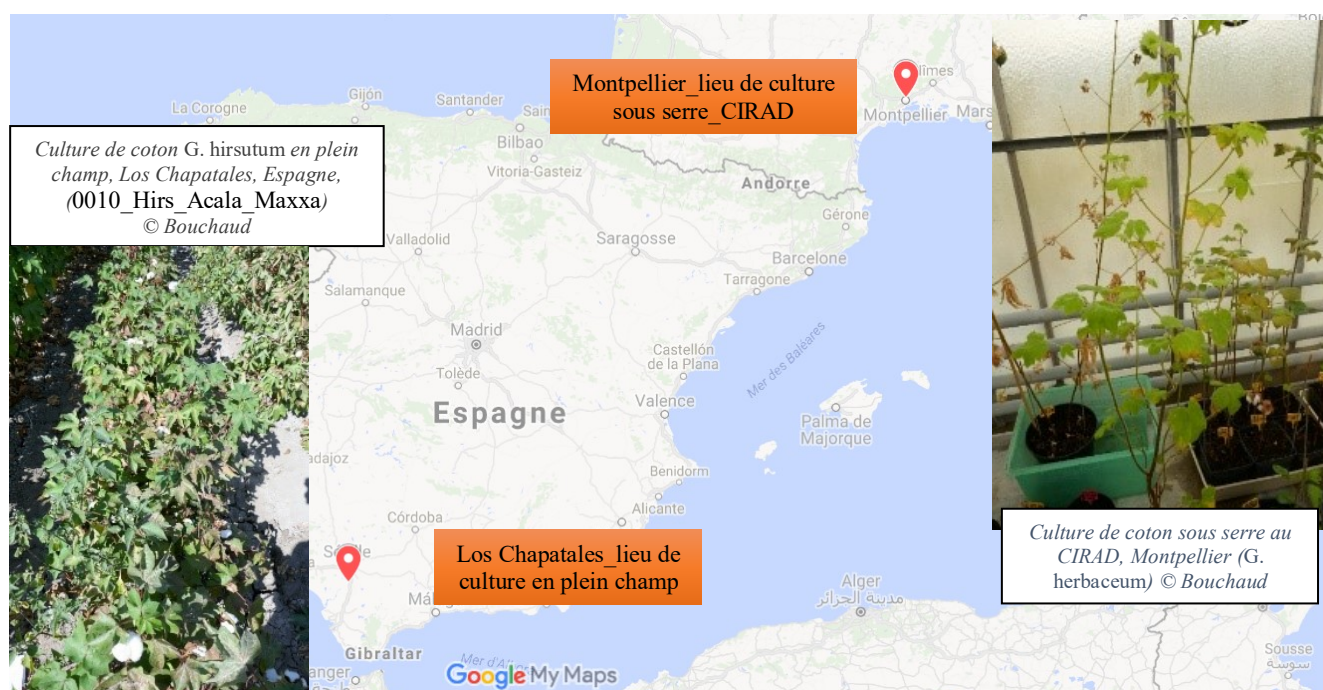 Montpellier_lieu de culture
sous serre_CIRAD
Culture de coton G. hirsutum en plein
champ, Los Chapatales, Espagne,
(0010_Hirs_Acala_Maxxa)
© Bouchaud
Los Chapatales_lieu de
culture en plein champ
Culture de coton sous serre au
CIRAD, Montpellier (G.
herbaceum) © Bouchaud
La Corogne
Gijón
Santander
Bilbao
Vitoria-Gasteiz
Montpellier
Andorre
Gérone
Valladolid
Saragosse
Barcelone
Tarragone
Salamanque
Madrid
Castellón
de la Plana
Mer des Baléares
Tolède
Espagne
Valence
Palma de
Majorque
Benidorm
Alicante
Córdoba
Alger
مدينة الجزائر
Gibraltar
Sousse
سوسة
Google My Maps